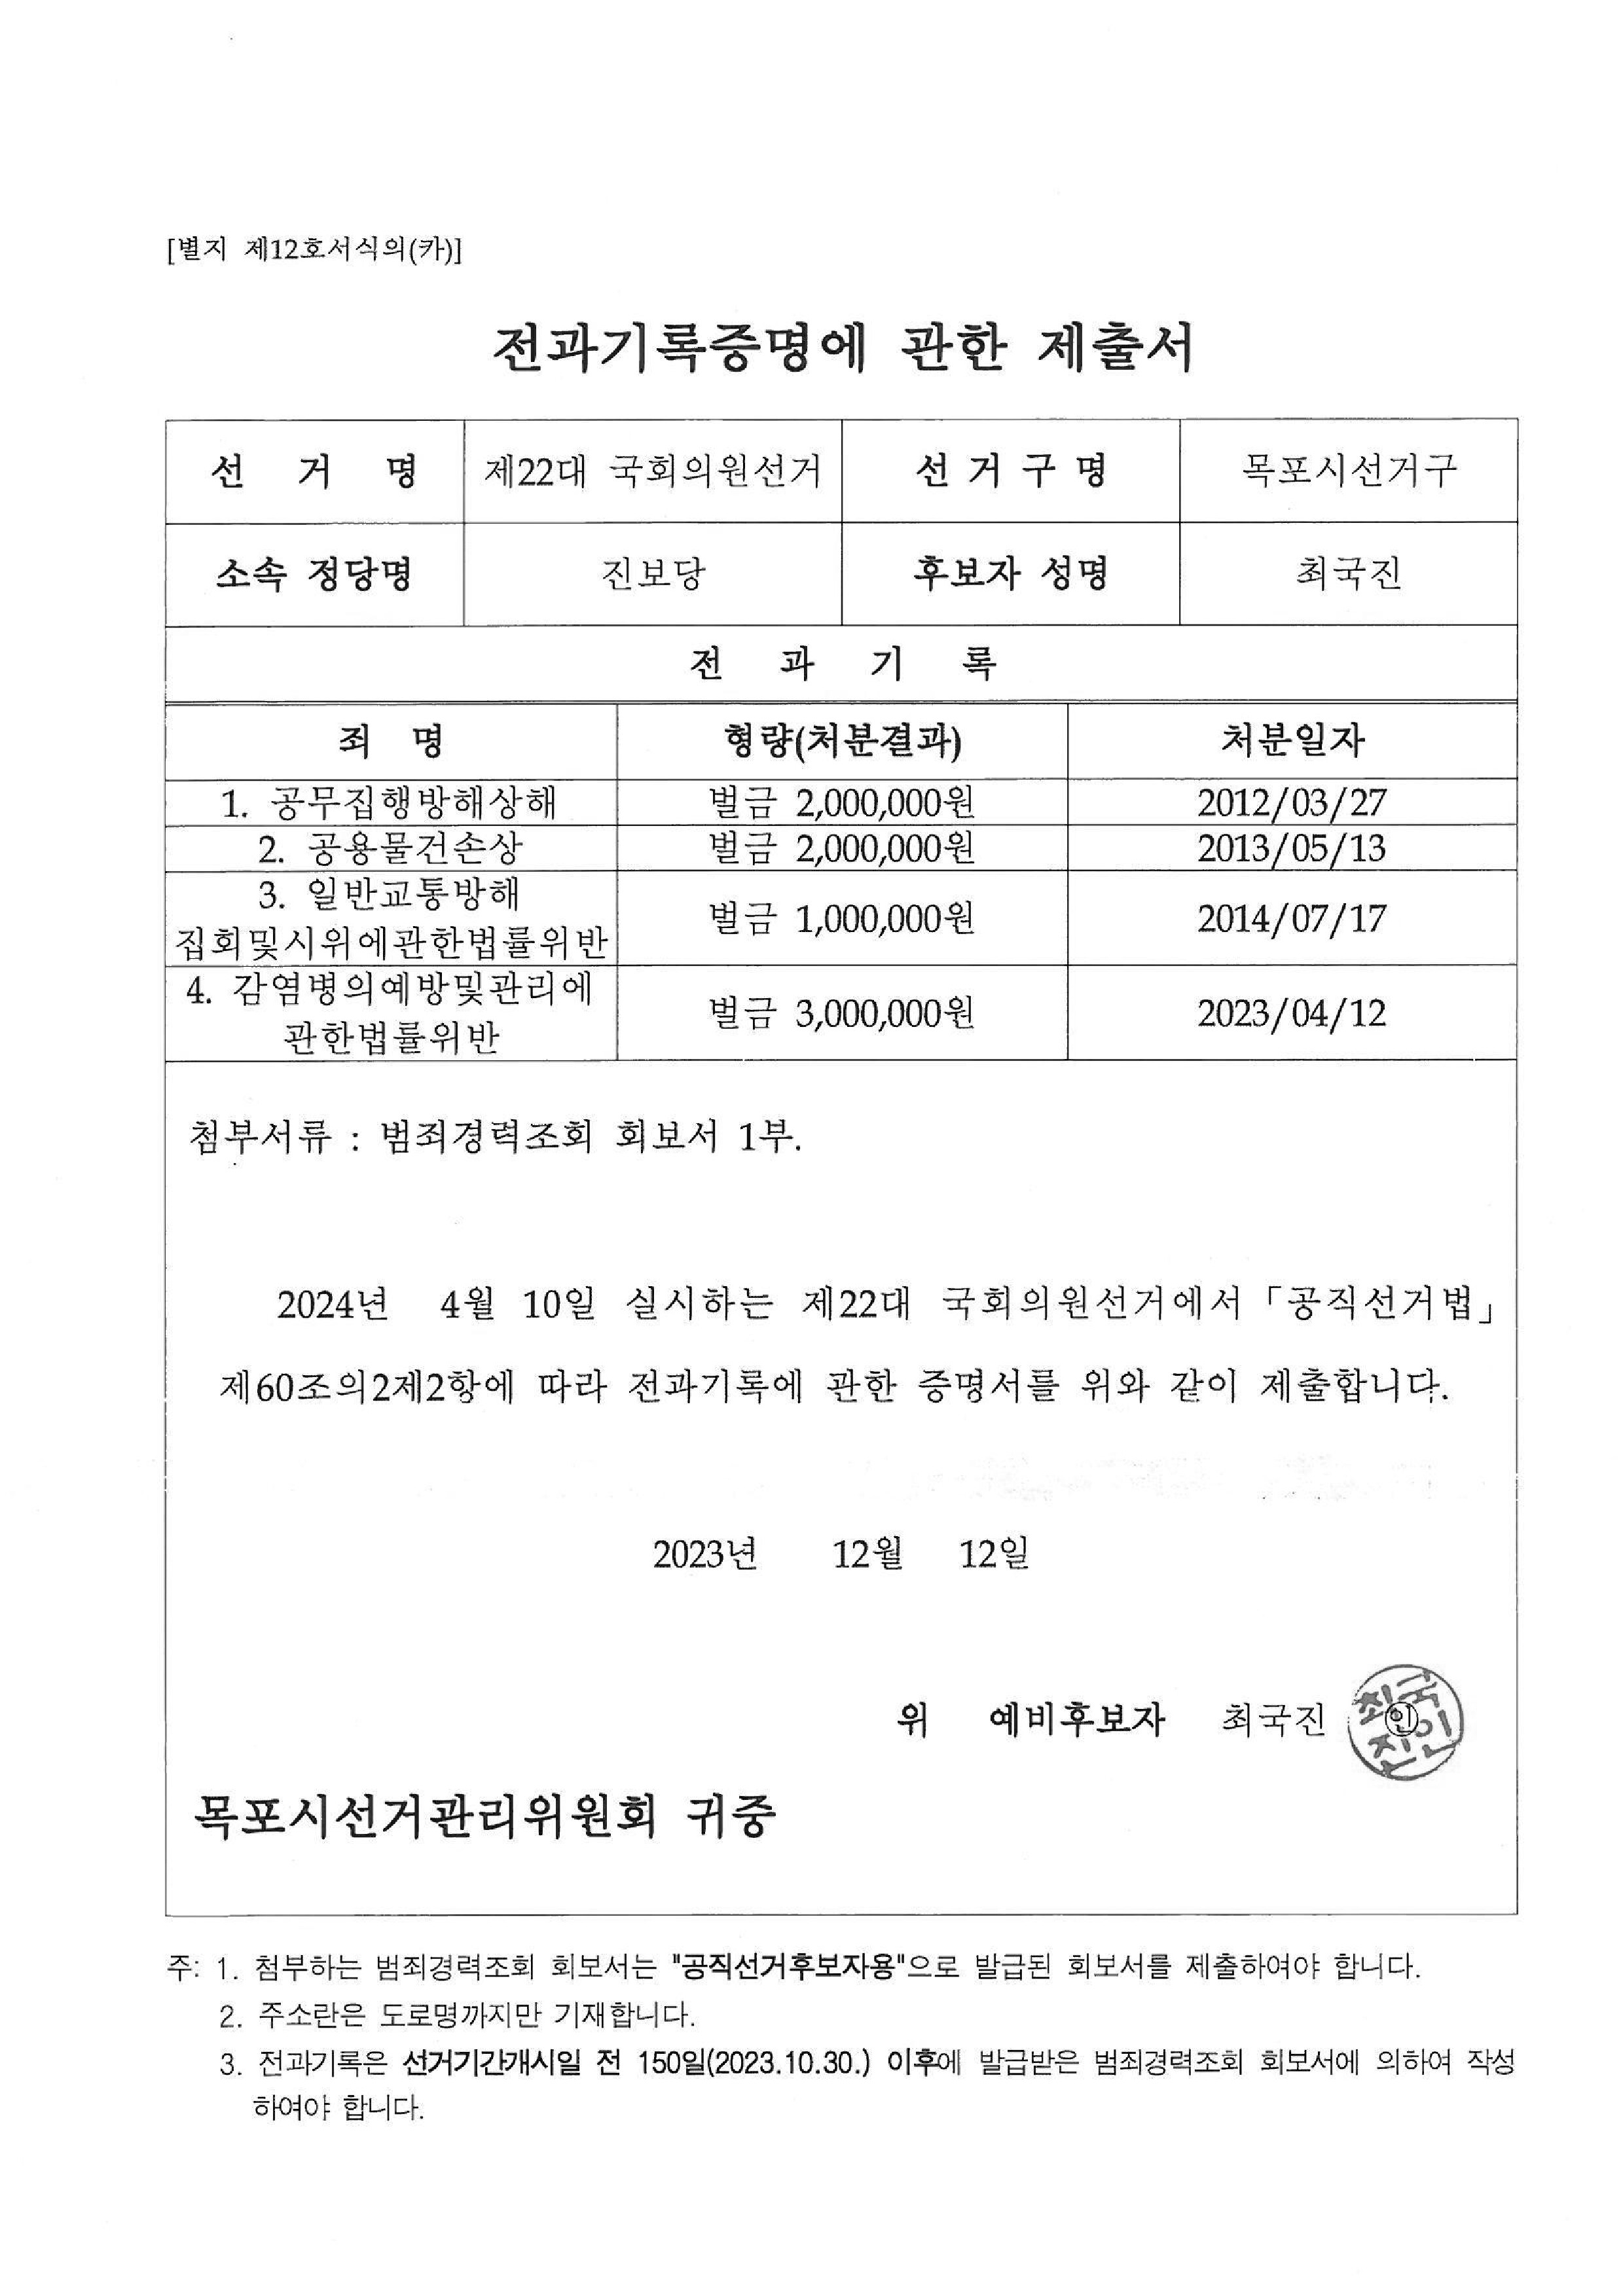 [별지 제12호서식의(카)]
전과기록증명에 관한 제출서
선 거 명 제22대 국회의원선거 선 거 구 명 목포시선거구
소속 정당명 진보당 후보자 성명 최국진
전 과 기 록
죄 명 형량(처분결과) 처분일자
1. 공무집행방해상해 벌금 2,000,000원 2012/03/27
2. 공용물건손상 벌금 2,000,000원 2013/05/13
3. 일반교통방해
집회및시위에관한법률위반 벌금 1,000,000원 2014/07/17
4. 감염병의예방및관리에
관한법률위반 벌금 3,000,000원 2023/04/12
첨부서류 : 범죄경력조회 회보서 1부.
2024년 4월 10일 실시하는 제22대 국회의원선거에서 「공직선거법」
제60조의2제2항에 따라 전과기록에 관한 증명서를 위와 같이 제출합니다.
2023년 12월 12일
위 예비후보자 최국진 ㊞
최국
진인
목포시선거관리위원회 귀중
주: 1. 첨부하는 범죄경력조회 회보서는 "공직선거후보자용"으로 발급된 회보서를 제출하여야 합니다.
2. 주소란은 도로명까지만 기재합니다.
3. 전과기록은 선거기간개시일 전 150일(2023.10.30.) 이후에 발급받은 범죄경력조회 회보서에 의하여 작성
하여야 합니다.